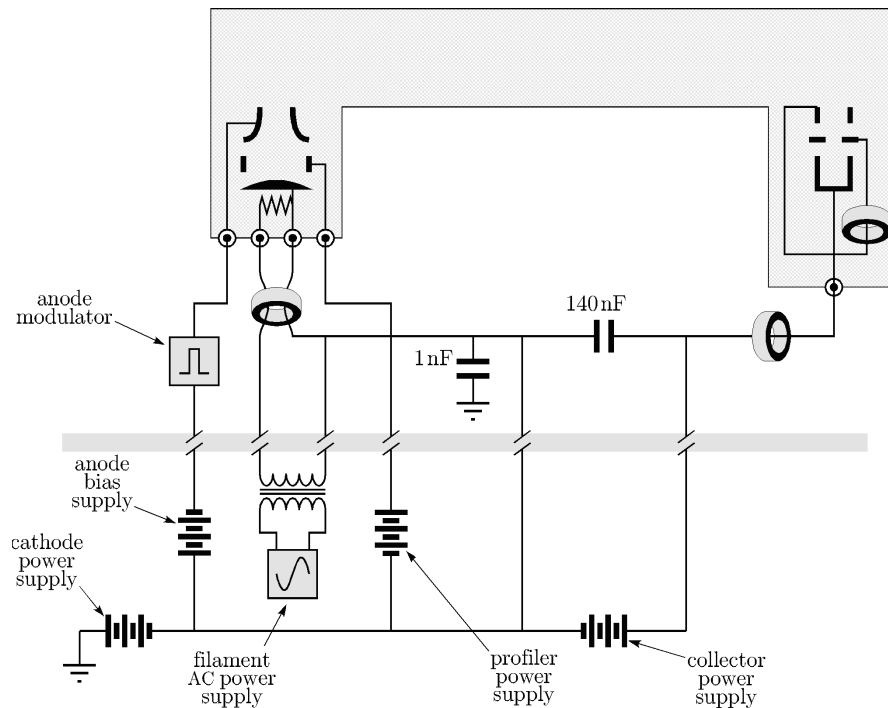 anode
modulator
140 nF
1 nF
anode
bias
supply
cathode
power
supply
filament
AC power
supply
profiler
power
supply
collector
power
supply